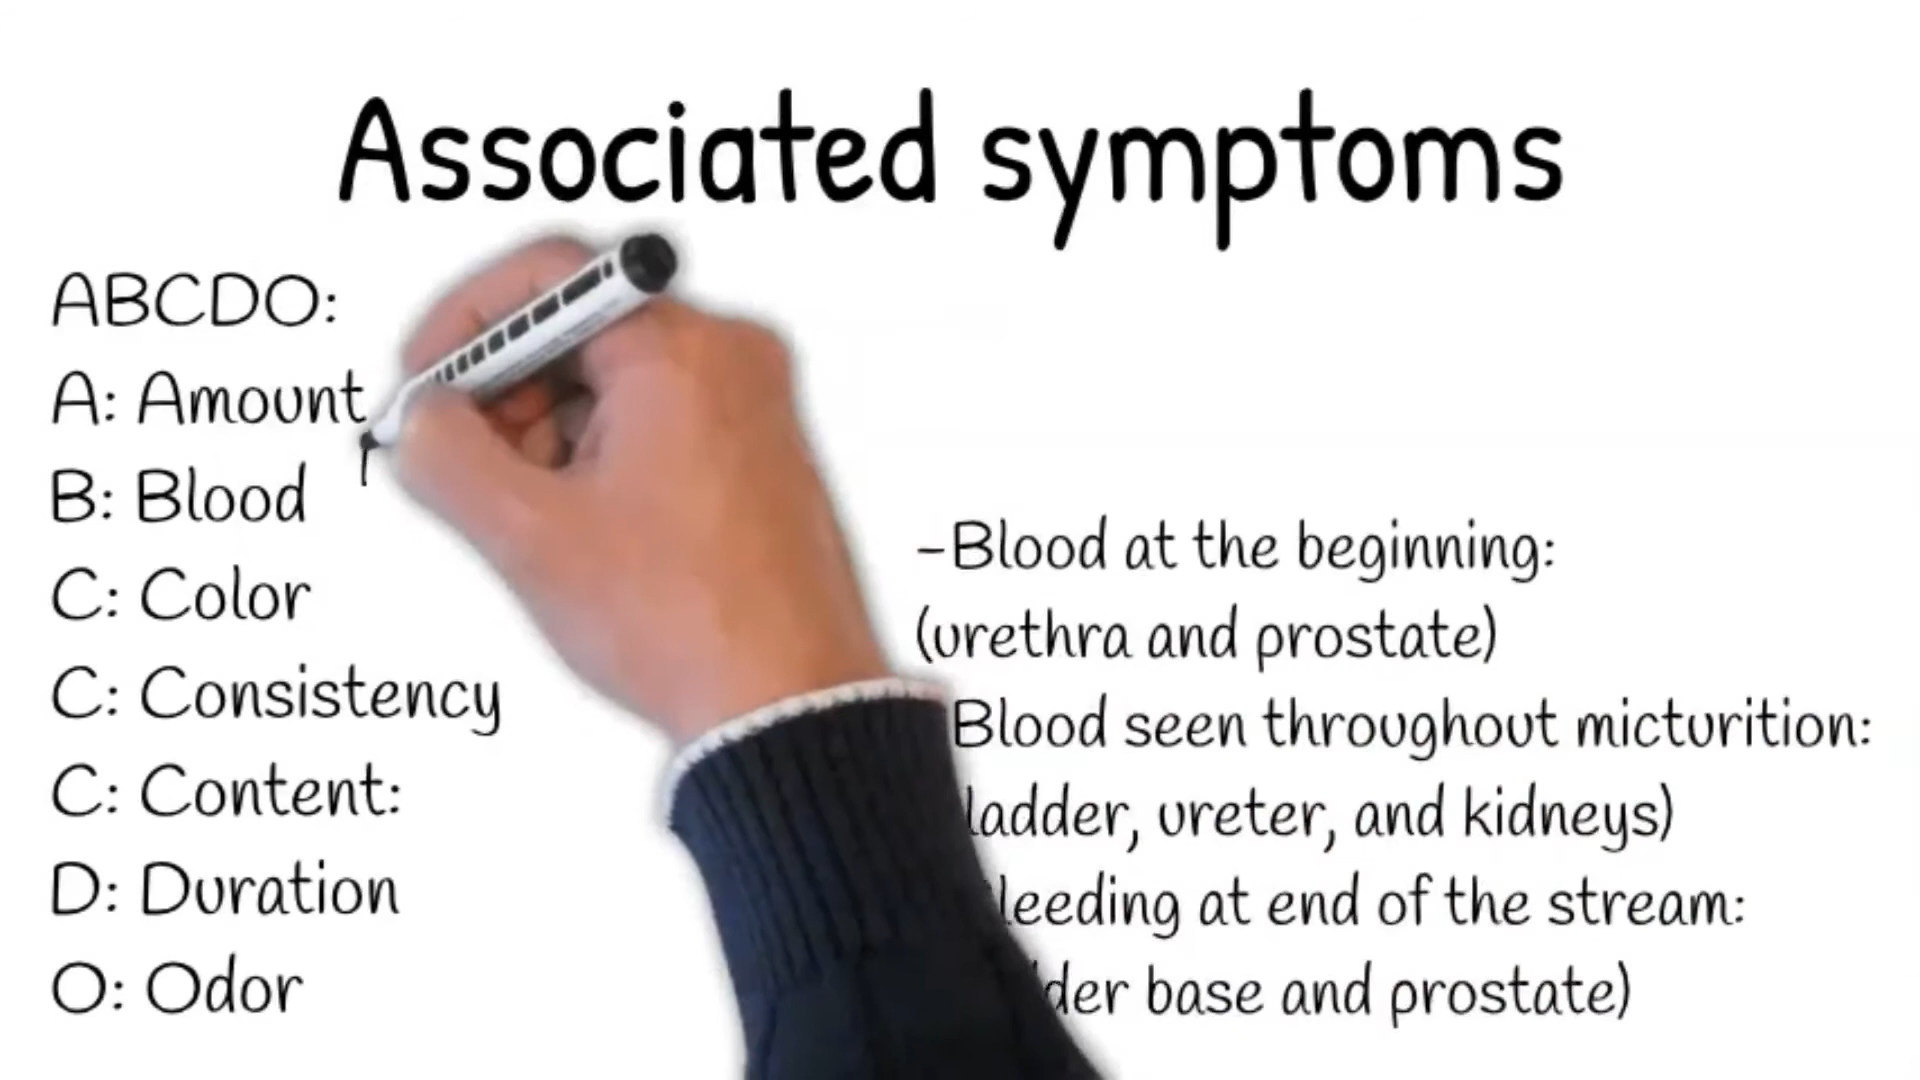 Associated symptoms
ABCDO:
A: Amount
B: Blood
C: Color
C: Consistency
C: Content:
D: Duration
O: Odor
-Blood at the beginning:
(urethra and prostate)
Blood seen throughout micturition:
ureter, and kidneys)
at end of the stream:
base and prostate)